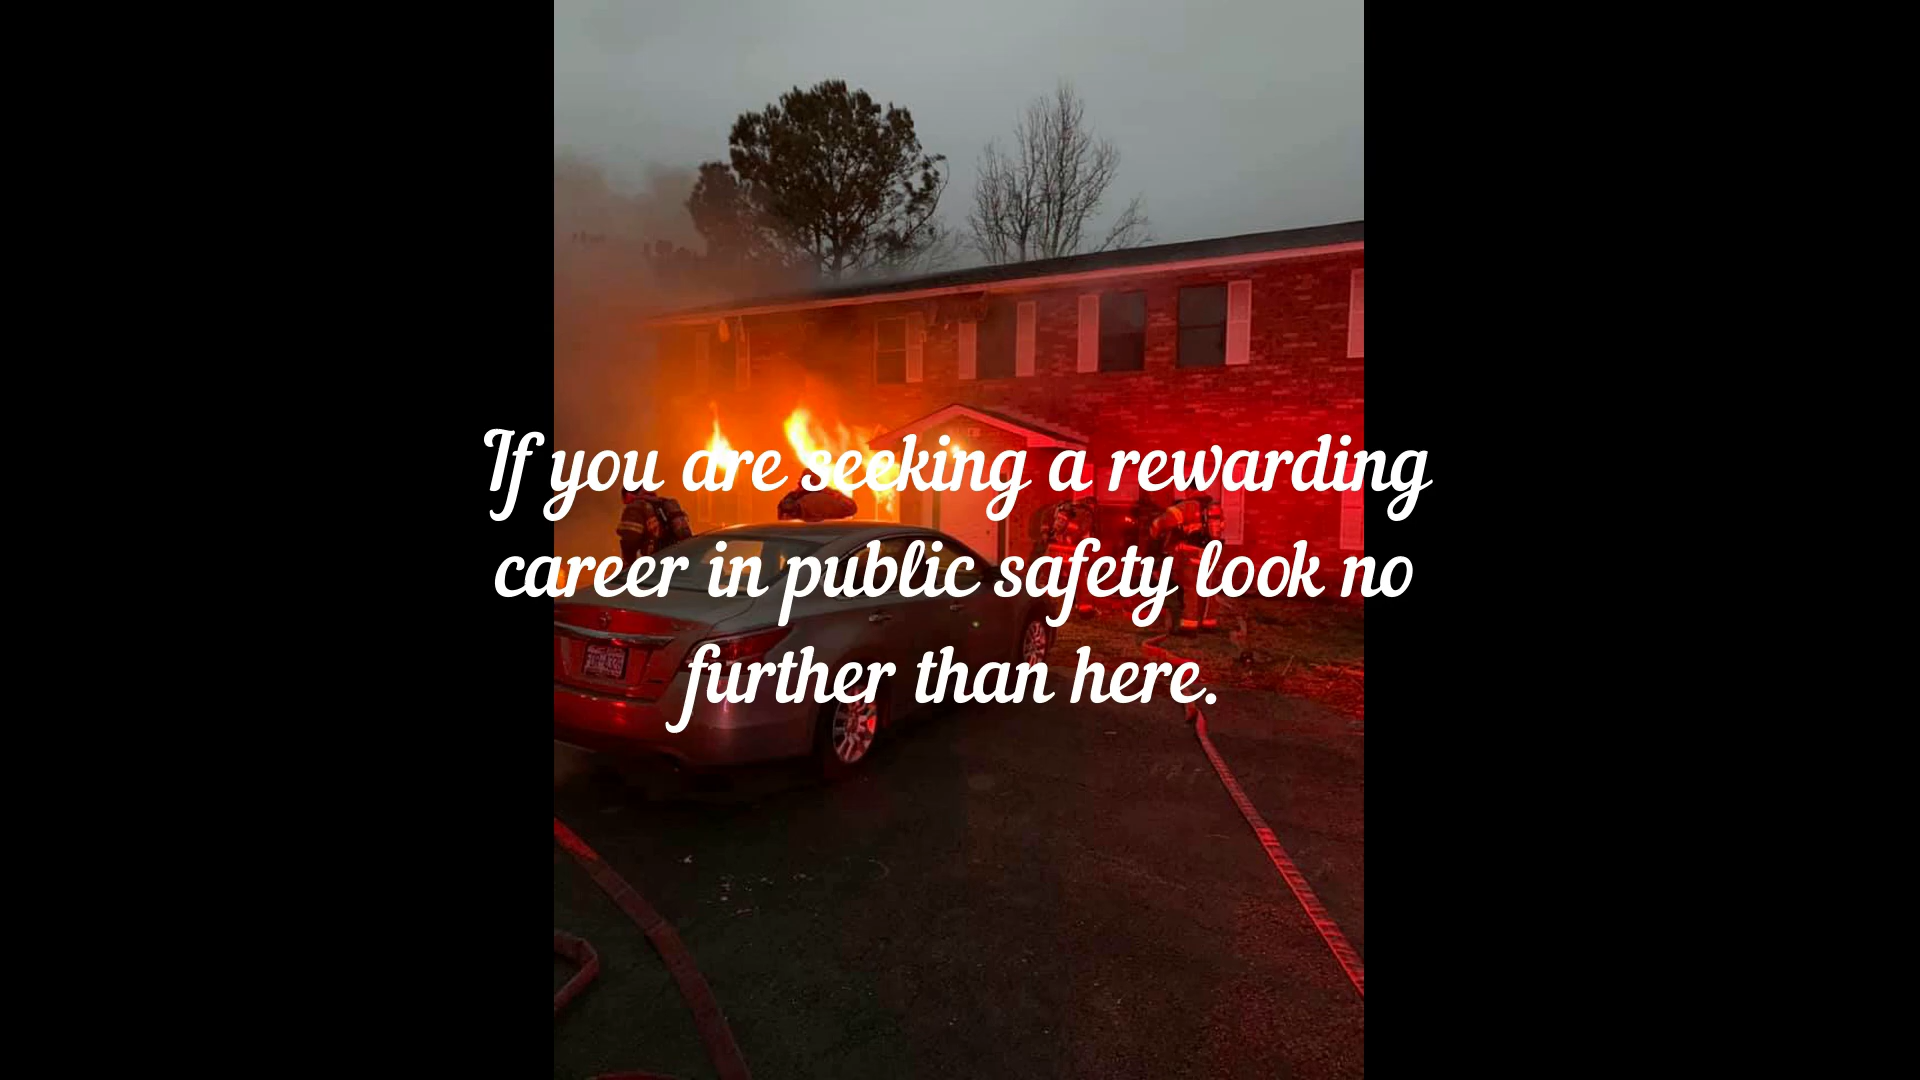 If you are seeking a rewarding
career in public safety look no
further than here.